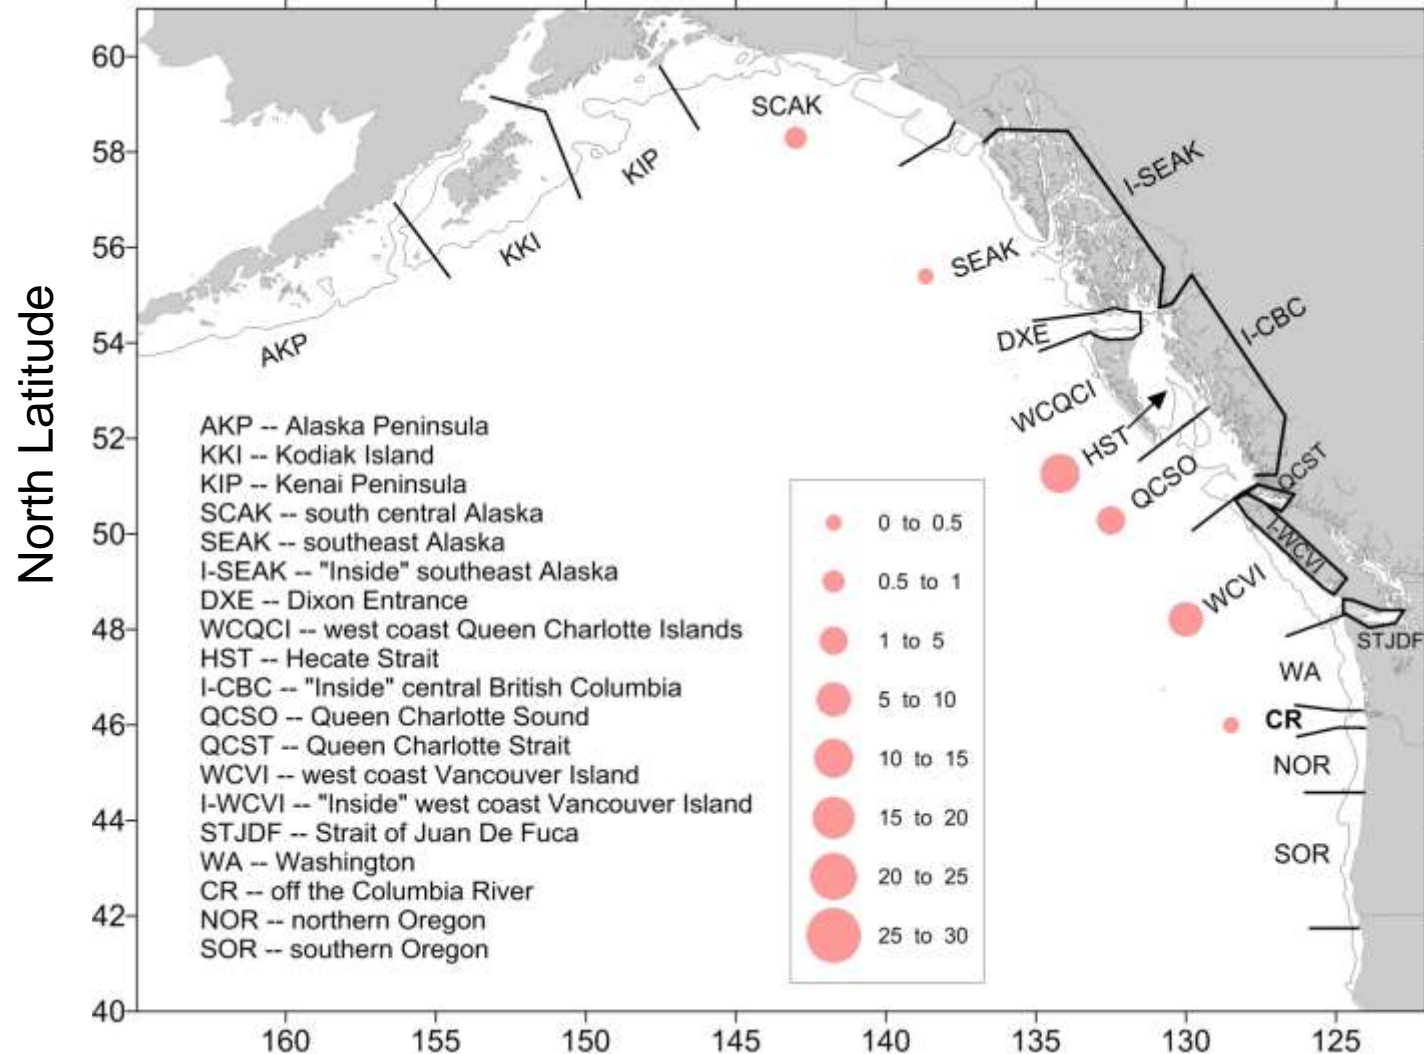 North Latitude
60
58
56
54
52
50
48
46
44
42
40
160
155
150
145
140
135
130
125
SCAK
KIP
KKI
AKP
I-SEAK
SEAK
DXE
I-CBC
WCQCI
HST
QCSO
QCST
I-WCVI
WCVI
STJDF
WA
CR
NOR
SOR
AKP -- Alaska Peninsula
KKI -- Kodiak Island
KIP -- Kenai Peninsula
SCAK -- south central Alaska
SEAK -- southeast Alaska
I-SEAK -- "Inside" southeast Alaska
DXE -- Dixon Entrance
WCQCI -- west coast Queen Charlotte Islands
HST -- Hecate Strait
I-CBC -- "Inside" central British Columbia
QCSO -- Queen Charlotte Sound
QCST -- Queen Charlotte Strait
WCVI -- west coast Vancouver Island
I-WCVI -- "Inside" west coast Vancouver Island
STJDF -- Strait of Juan De Fuca
WA -- Washington
CR -- off the Columbia River
NOR -- northern Oregon
SOR -- southern Oregon
0 to 0.5
0.5 to 1
1 to 5
5 to 10
10 to 15
15 to 20
20 to 25
25 to 30